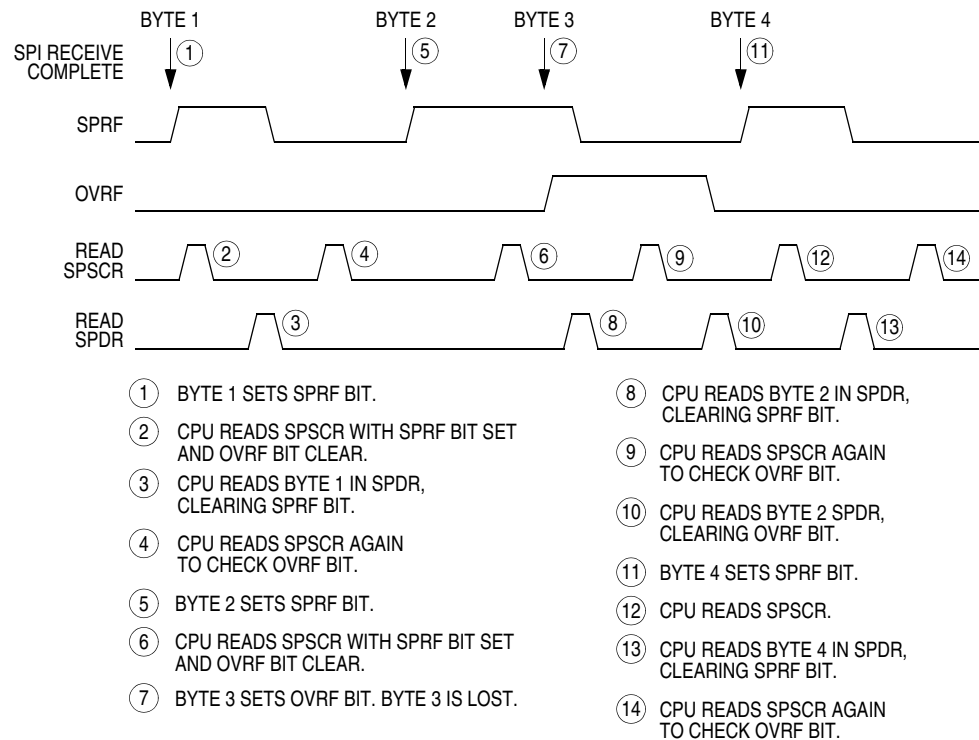 BYTE 1 BYTE 2 BYTE 3 BYTE 4
SPI RECEIVE
COMPLETE
1 5 7 11
SPRF
OVRF
READ
SPSCR
2 4 6 9 12 14
READ
SPDR
3 8 10 13
1 BYTE 1 SETS SPRF BIT.
2 CPU READS SPSCR WITH SPRF BIT SET
AND OVRF BIT CLEAR.
3 CPU READS BYTE 1 IN SPDR,
CLEARING SPRF BIT.
4 CPU READS SPSCR AGAIN
TO CHECK OVRF BIT.
5 BYTE 2 SETS SPRF BIT.
6 CPU READS SPSCR WITH SPRF BIT SET
AND OVRF BIT CLEAR.
7 BYTE 3 SETS OVRF BIT. BYTE 3 IS LOST.
8 CPU READS BYTE 2 IN SPDR,
CLEARING SPRF BIT.
9 CPU READS SPSCR AGAIN
TO CHECK OVRF BIT.
10 CPU READS BYTE 2 SPDR,
CLEARING OVRF BIT.
11 BYTE 4 SETS SPRF BIT.
12 CPU READS SPSCR.
13 CPU READS BYTE 4 IN SPDR,
CLEARING SPRF BIT.
14 CPU READS SPSCR AGAIN
TO CHECK OVRF BIT.